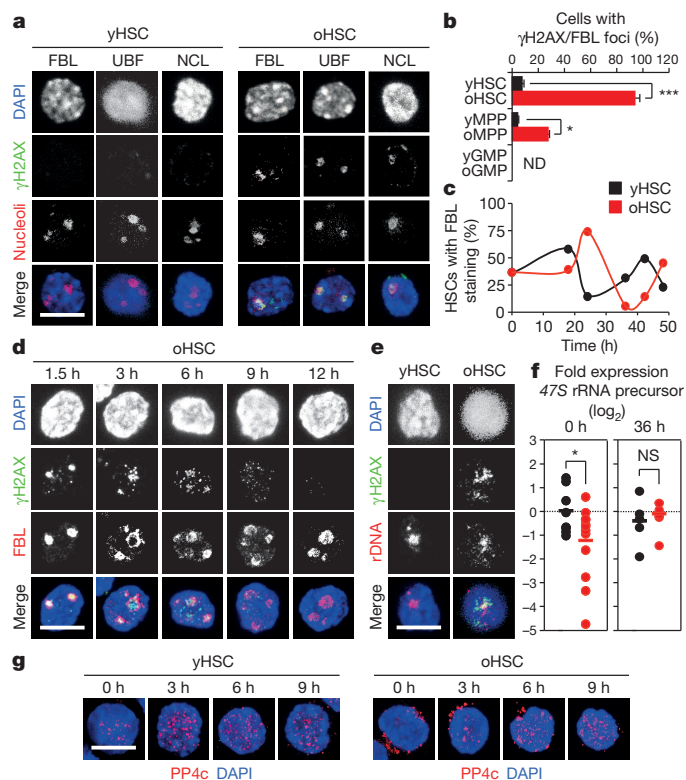 a
yHSC oHSC
FBL UBF NCL FBL UBF NCL
DAPI
γH2AX
Nucleoli
Merge
b
Cells with
γH2AX/FBL foci (%)
0 20 40 60 80 100 120
yHSC
oHSC
***
yMPP
oMPP
*
yGMP
oGMP
ND
c
yHSC
oHSC
HSCs with FBL
staining (%)
100
75
50
25
0
0 10 20 30 40 50
Time (h)
d
oHSC
1.5 h 3 h 6 h 9 h 12 h
DAPI
γH2AX
FBL
Merge
e
yHSC oHSC
DAPI
γH2AX
rDNA
Merge
f
Fold expression
47S rRNA precursor
(log2)
0 h 36 h
* NS
3
2
1
0
−1
−2
−3
−4
−5
g
yHSC oHSC
0 h 3 h 6 h 9 h 0 h 3 h 6 h 9 h
PP4c DAPI PP4c DAPI